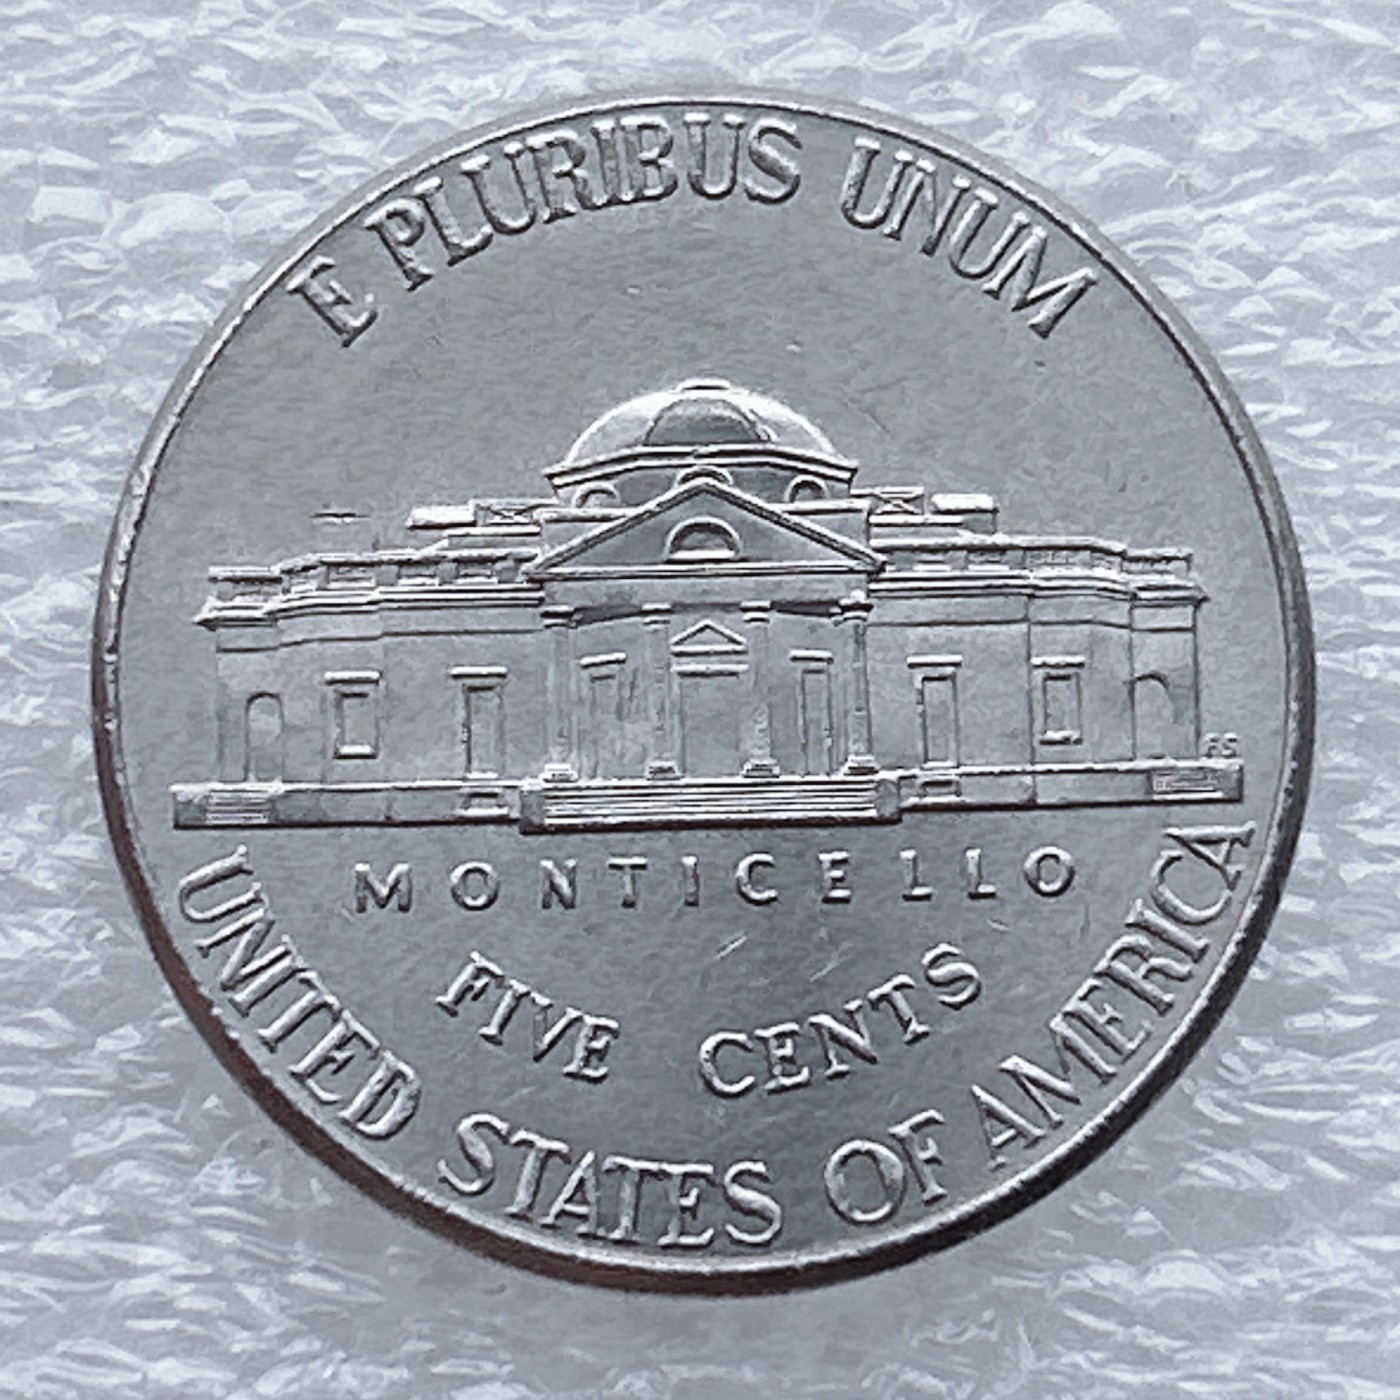 E PLURIBUS UNUM
FS
MONTICELLO
FIVE CENTS
UNITED STATES OF AMERICA